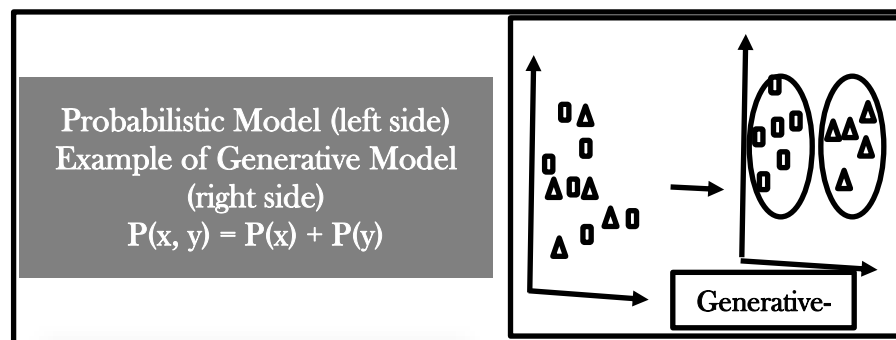 Probabilistic Model (left side)
Example of Generative Model
(right side)
P(x, y) = P(x) + P(y)
Generative-